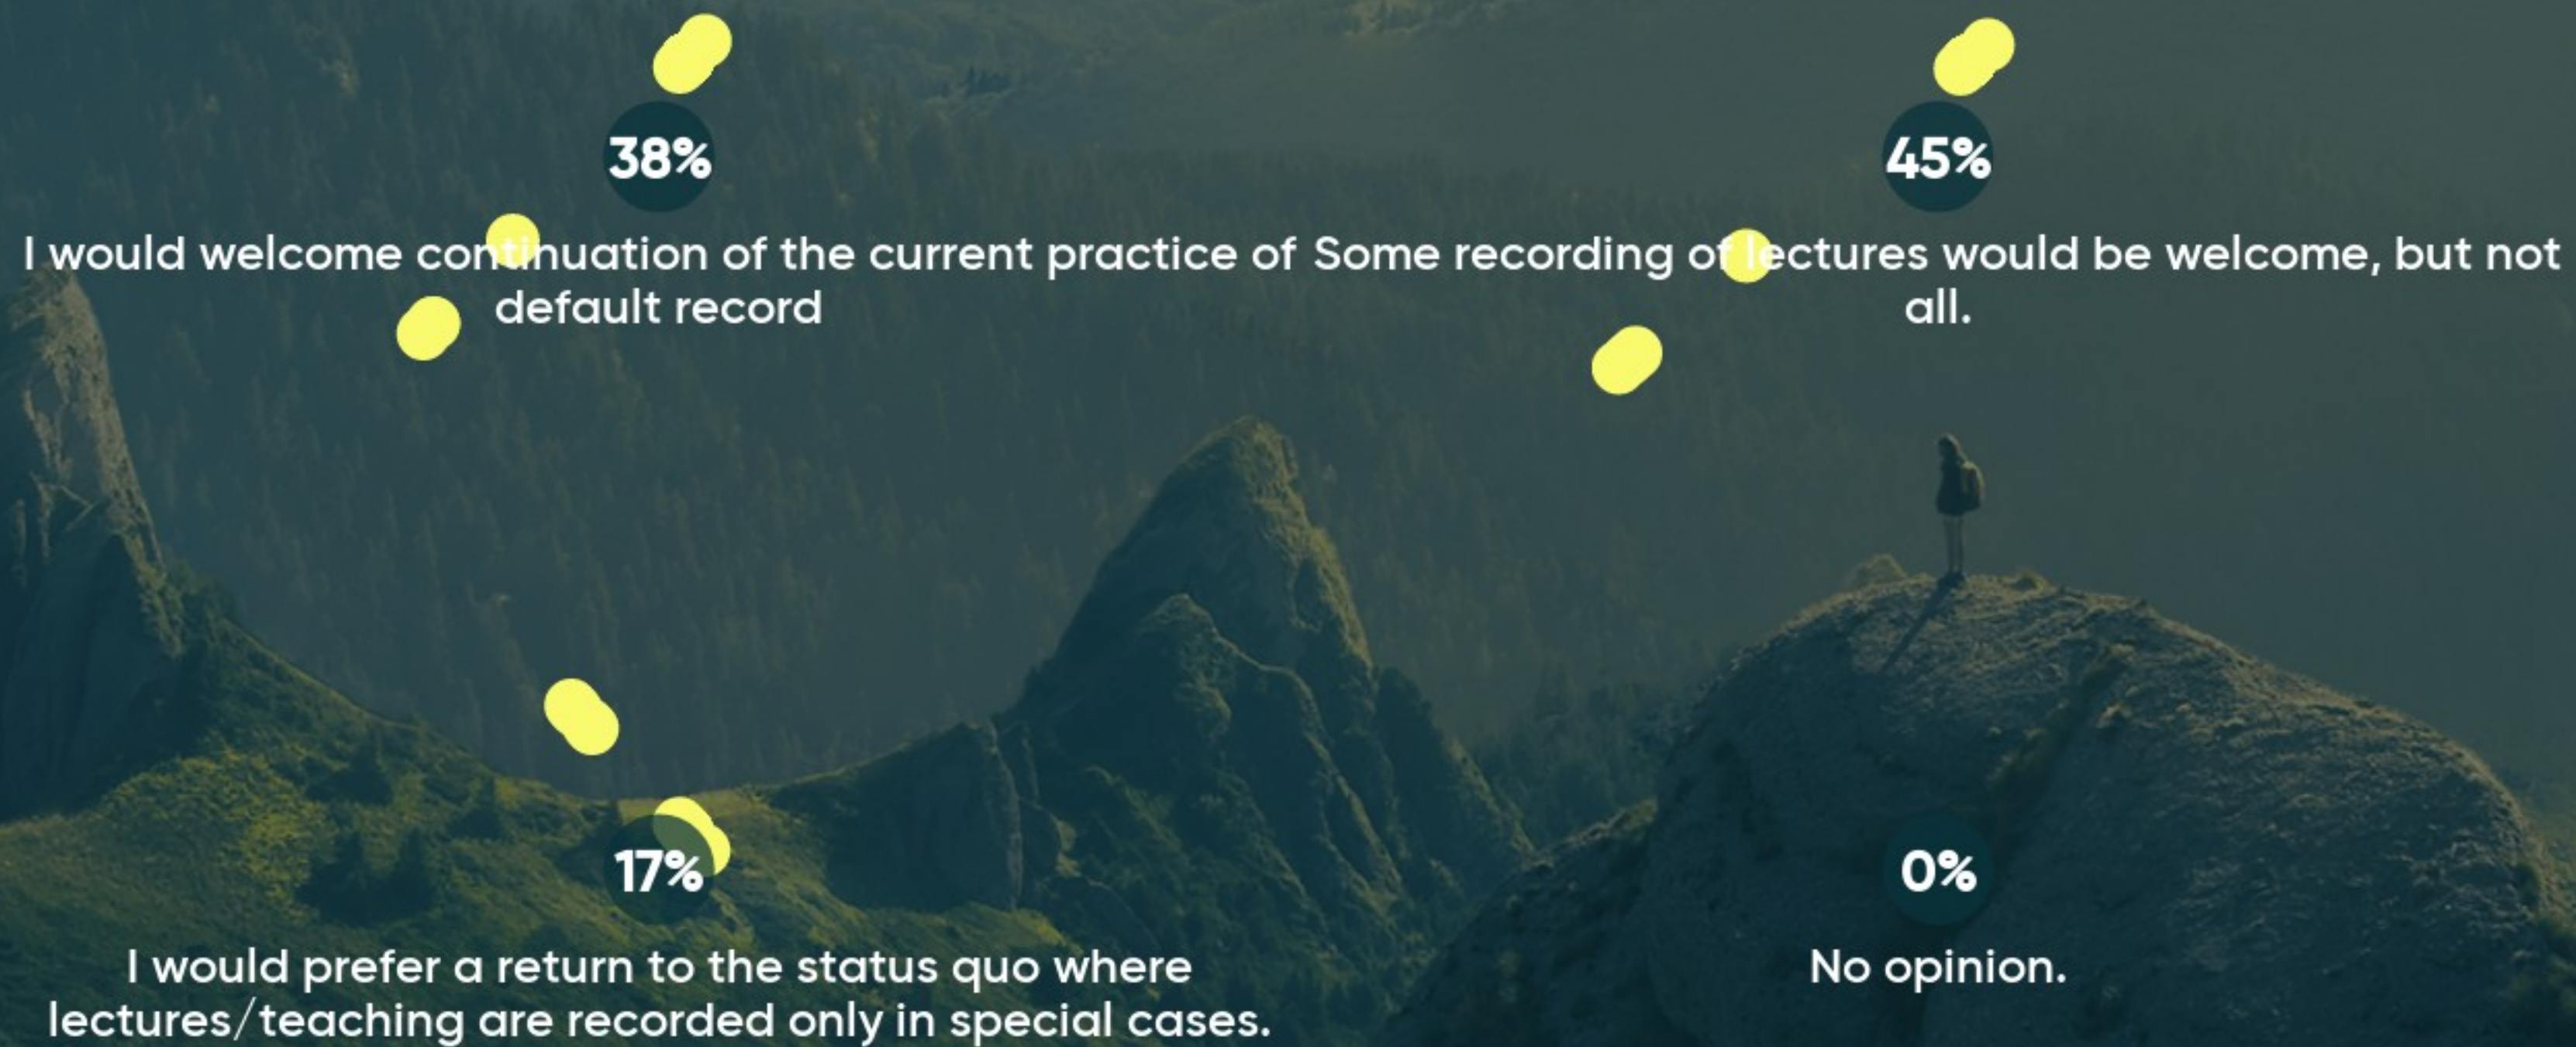 38%
I would welcome continuation of the current practice of
default record
45%
Some recording of lectures would be welcome, but not
all.
17%
I would prefer a return to the status quo where
lectures/teaching are recorded only in special cases.
0%
No opinion.